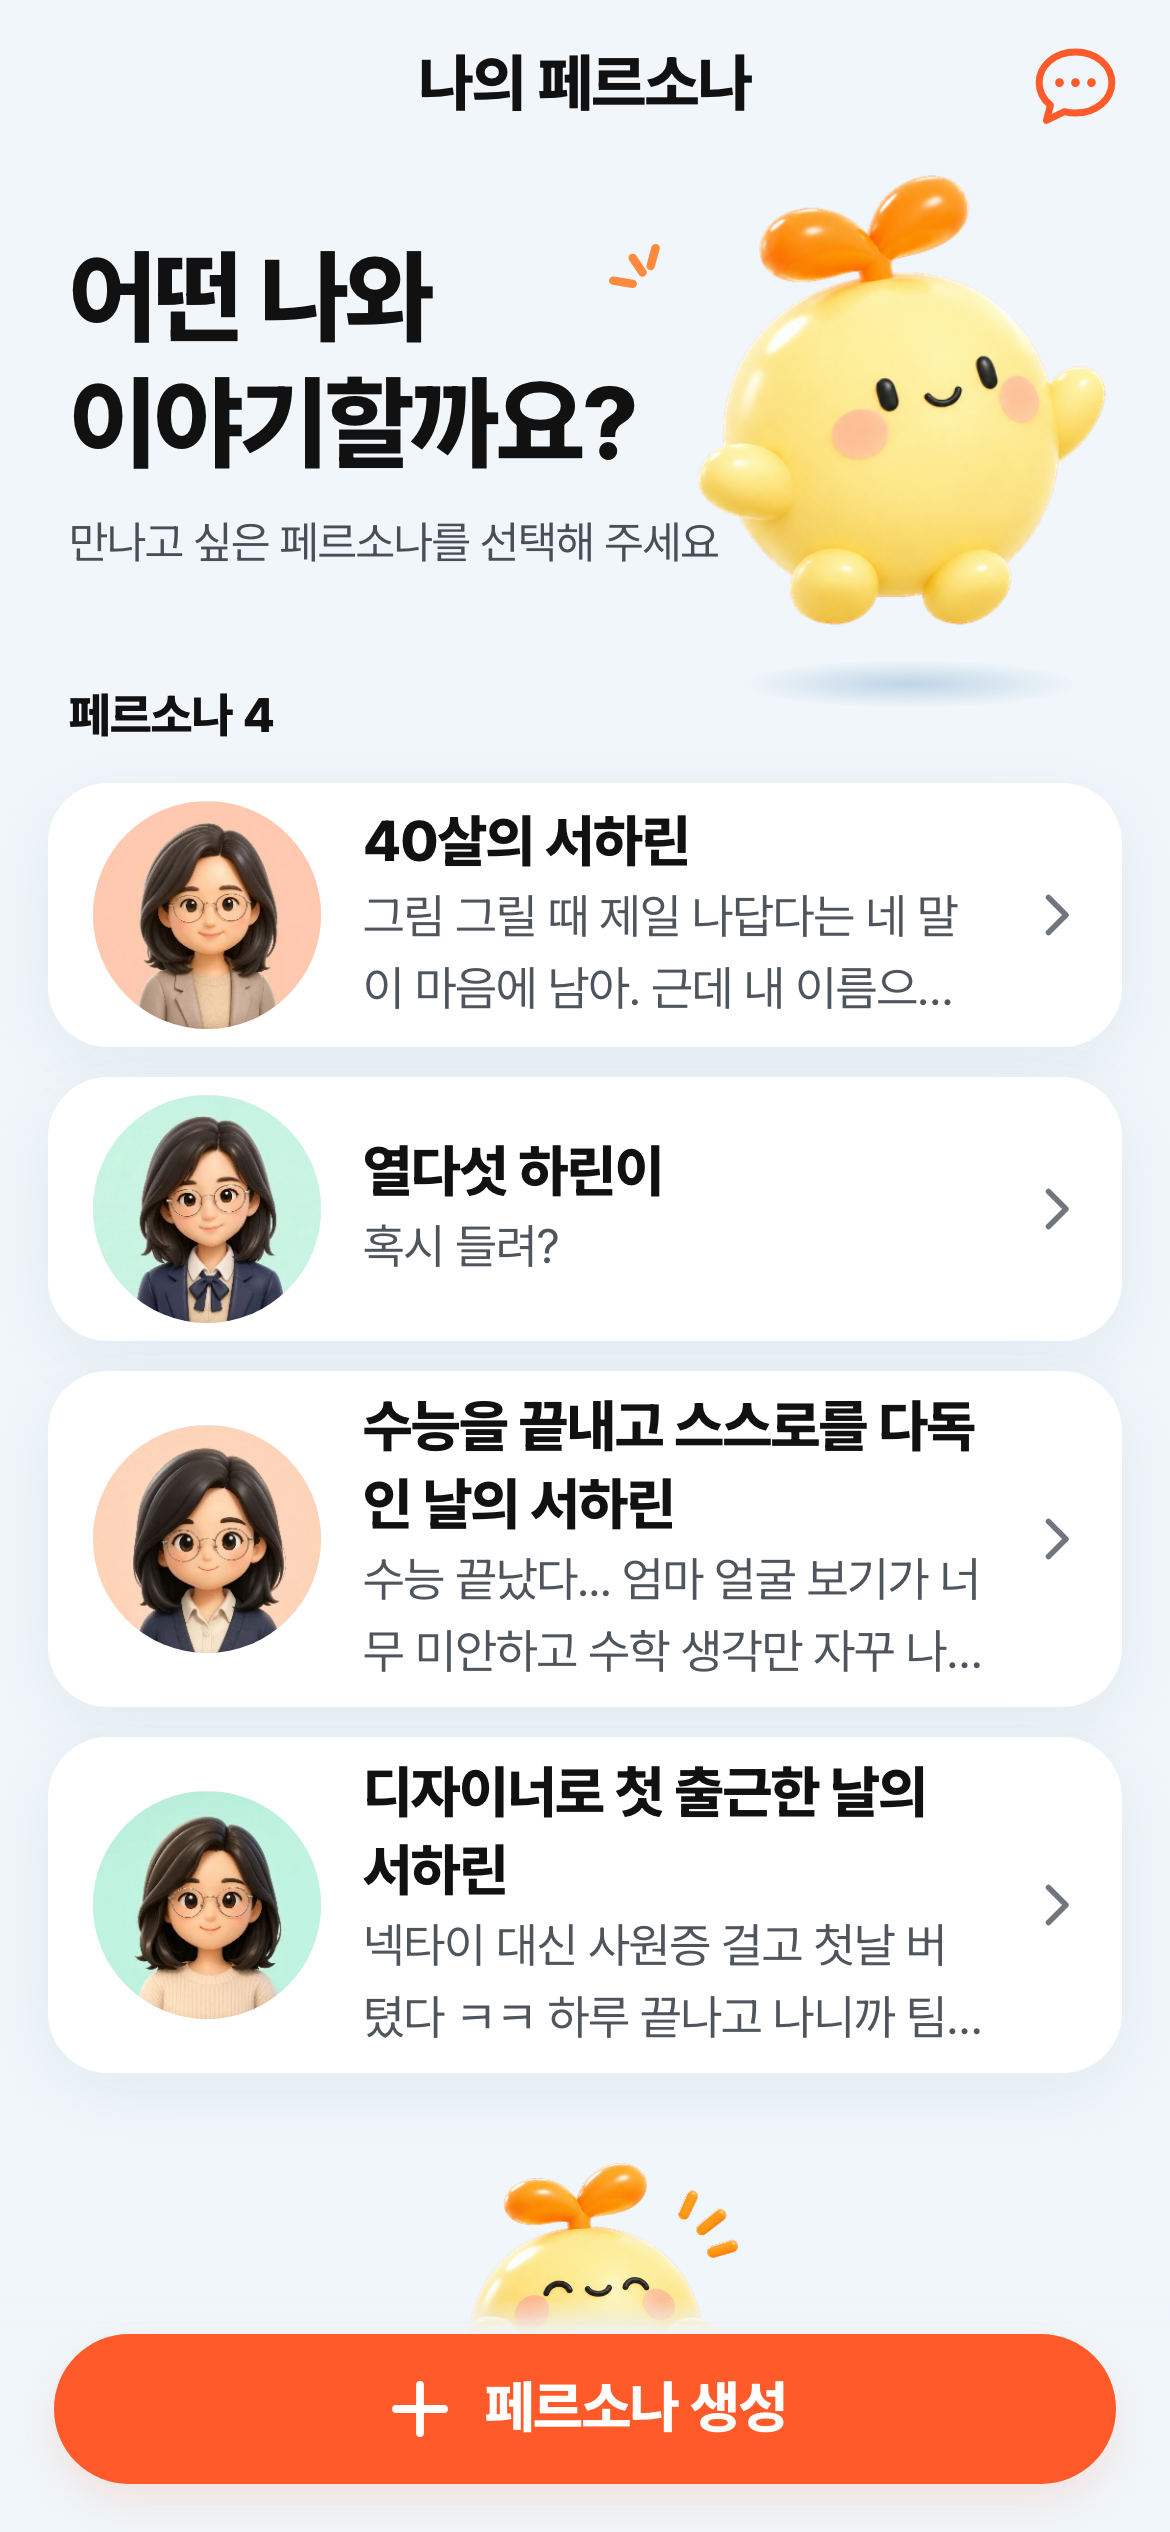 나의 페르소나
어떤 나와
이야기할까요?
만나고 싶은 페르소나를 선택해 주세요
페르소나 4
40살의 서하린
그림 그릴 때 제일 나답다는 네 말
이 마음에 남아. 근데 내 이름으...
열다섯 하린이
혹시 들려?
수능을 끝내고 스스로를 다독
인 날의 서하린
수능 끝났다... 엄마 얼굴 보기가 너
무 미안하고 수학 생각만 자꾸 나...
디자이너로 첫 출근한 날의
서하린
넥타이 대신 사원증 걸고 첫날 버
텼다 ㅋㅋ 하루 끝나고 나니까 팀...
페르소나 생성